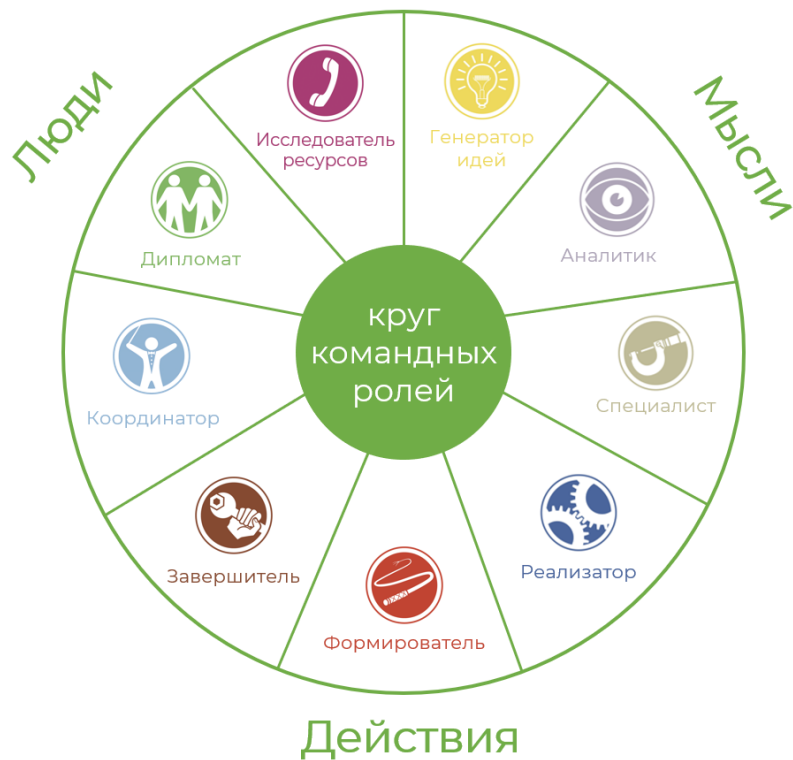 Люди
Мысли
Действия
круг
командных
ролей
Исследователь
ресурсов
Генератор
идей
Аналитик
Специалист
Реализатор
Формирователь
Завершитель
Координатор
Дипломат